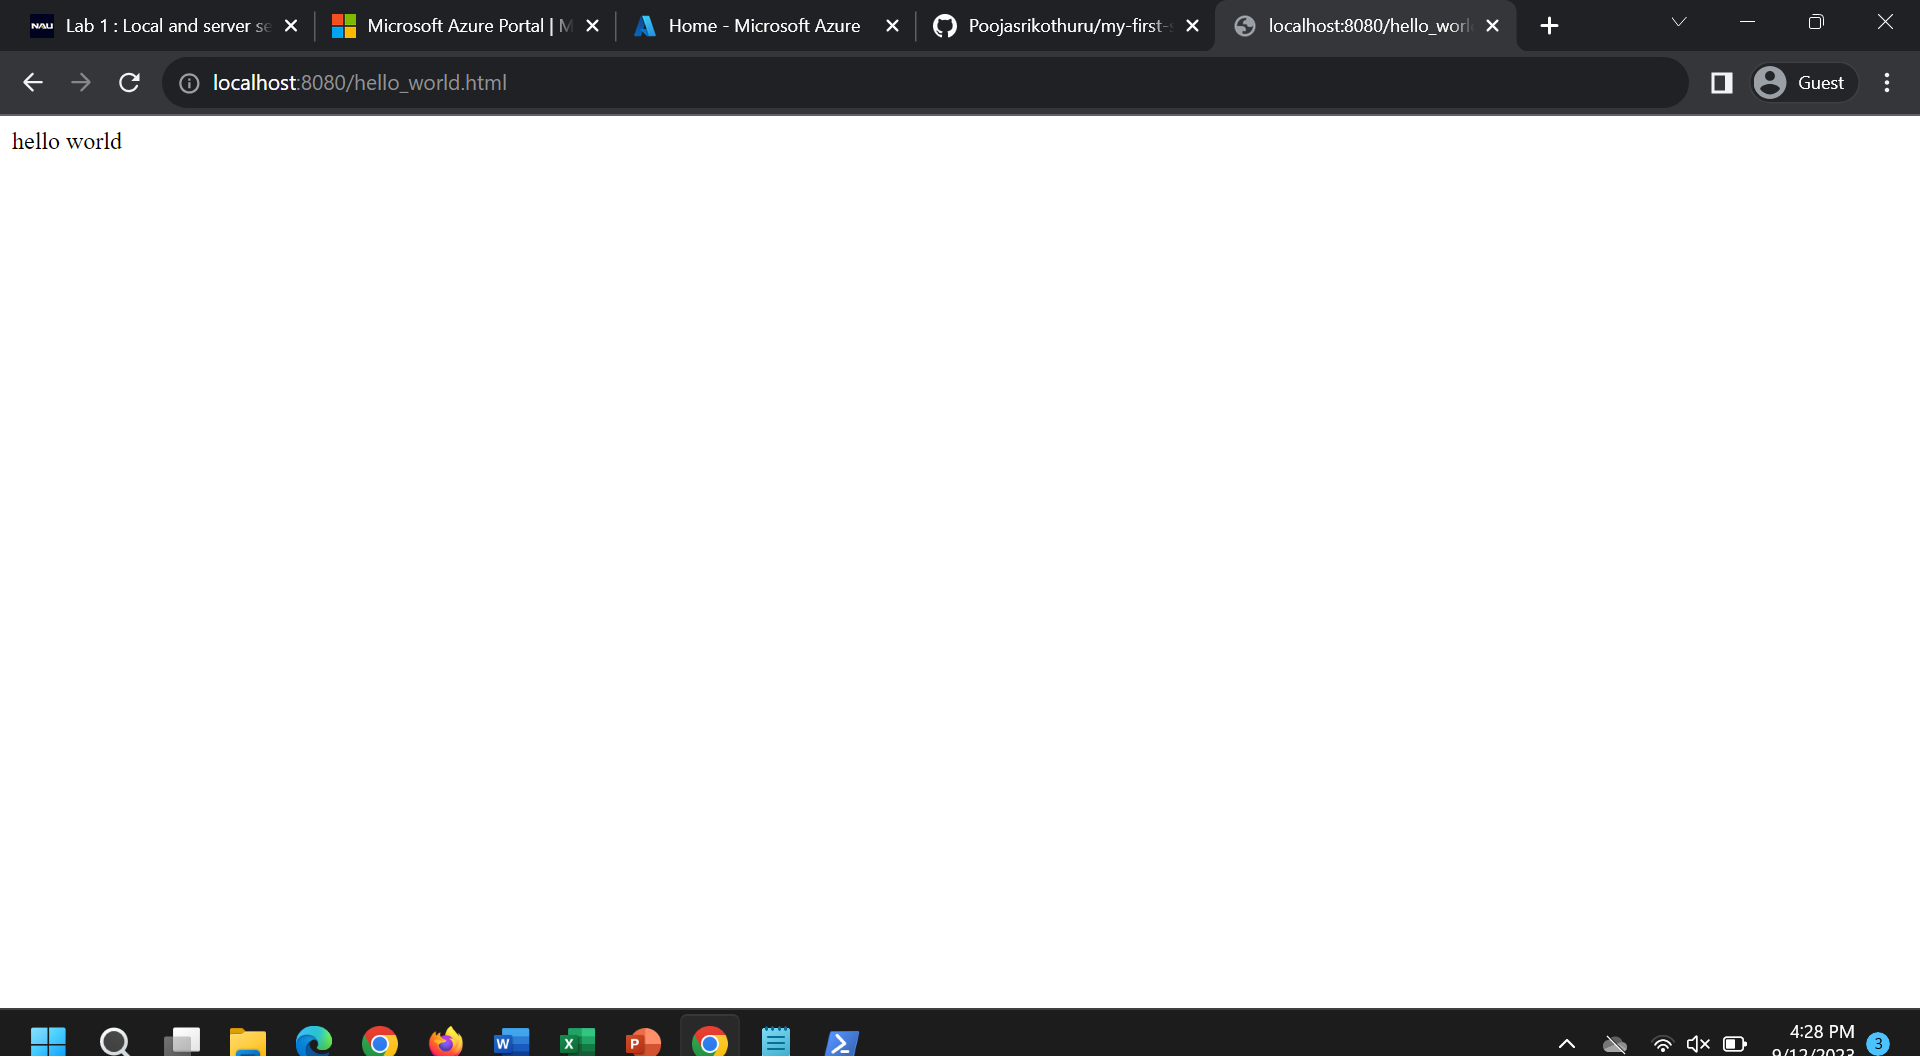 NAU Lab 1 : Local and server se
Microsoft Azure Portal | M
Home - Microsoft Azure
Poojasrikothuru/my-first-s
localhost:8080/hello_worl
localhost:8080/hello_world.html
Guest
hello world
W
X
P
4:28 PM
9/12/2023
3